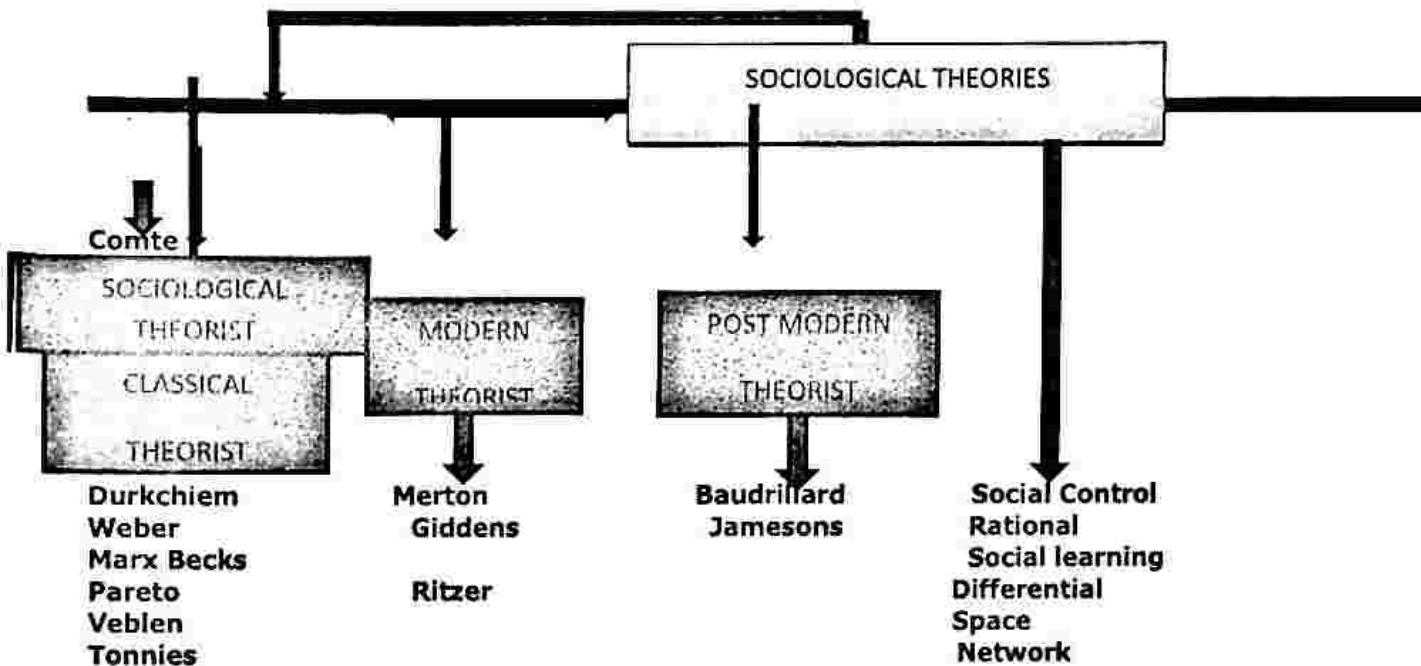 SOCIOLOGICAL THEORIES
Comte
SOCIOLOGICAL
THEORIST
CLASSICAL
THEORIST
MODERN
THEORIST
POST MODERN
THEORIST
Durkchiem Merton Baudrillard Social Control
Weber Giddens Jamesons Rational
Marx Becks Social learning
Pareto Ritzer Differential
Veblen Space
Tonnies Network